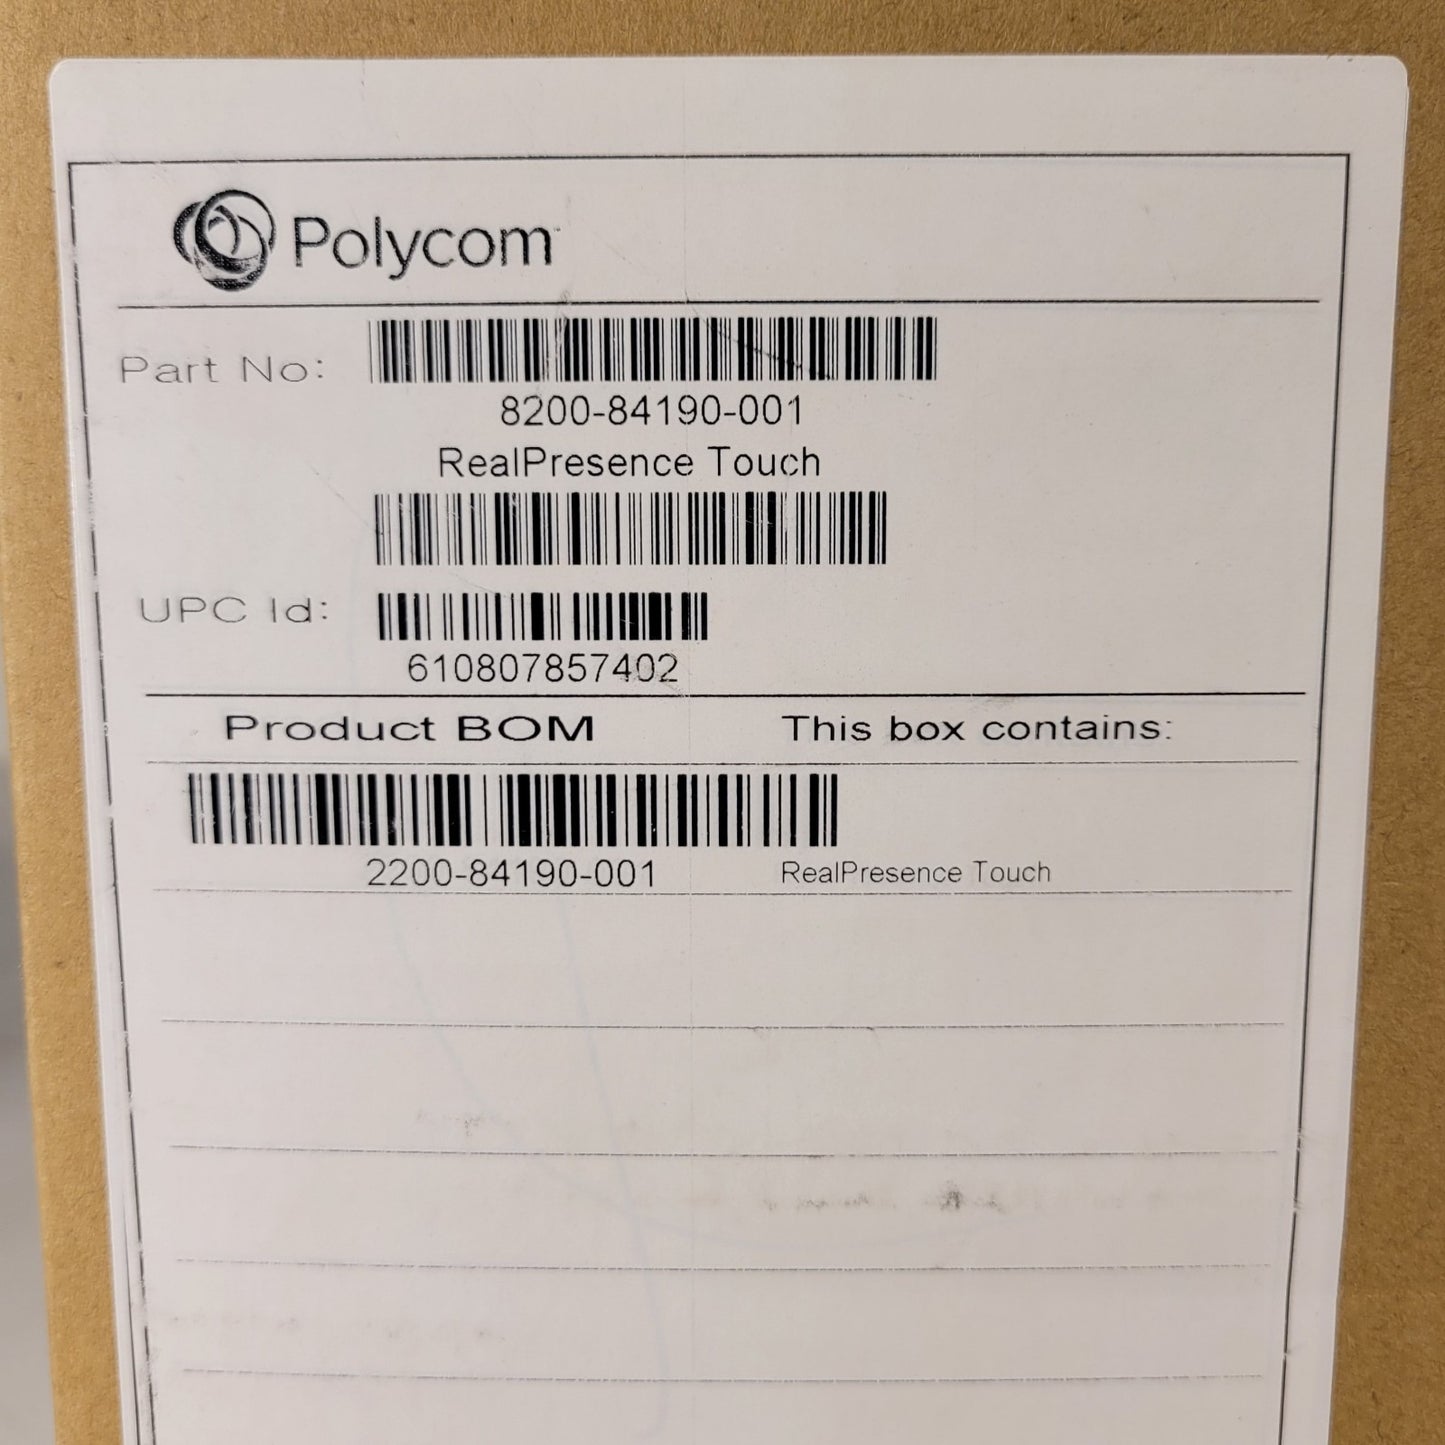 Polycom
Part No:
8200-84190-001
RealPresence Touch
UPC Id:
610807857402
Product BOM This box contains:
2200-84190-001 RealPresence Touch